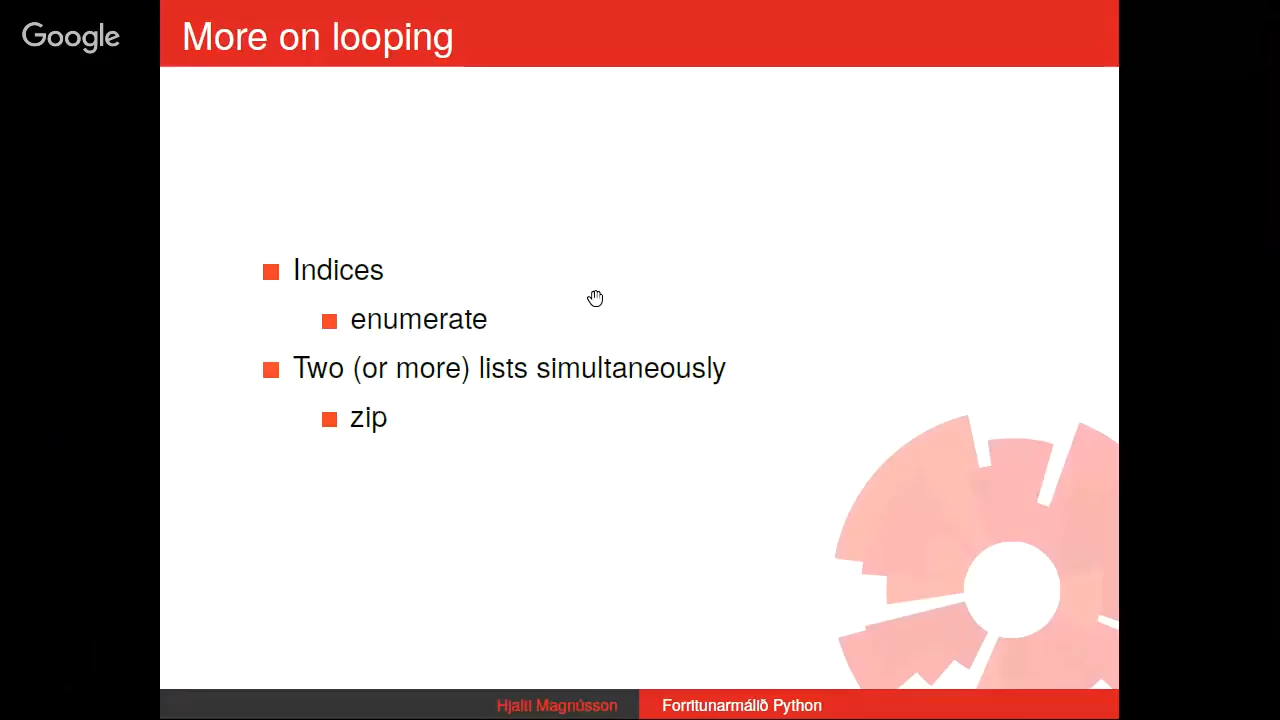 Google
More on looping
Indices
enumerate
Two (or more) lists simultaneously
zip
Hjalti Magnússon
Forritunarmálið Python